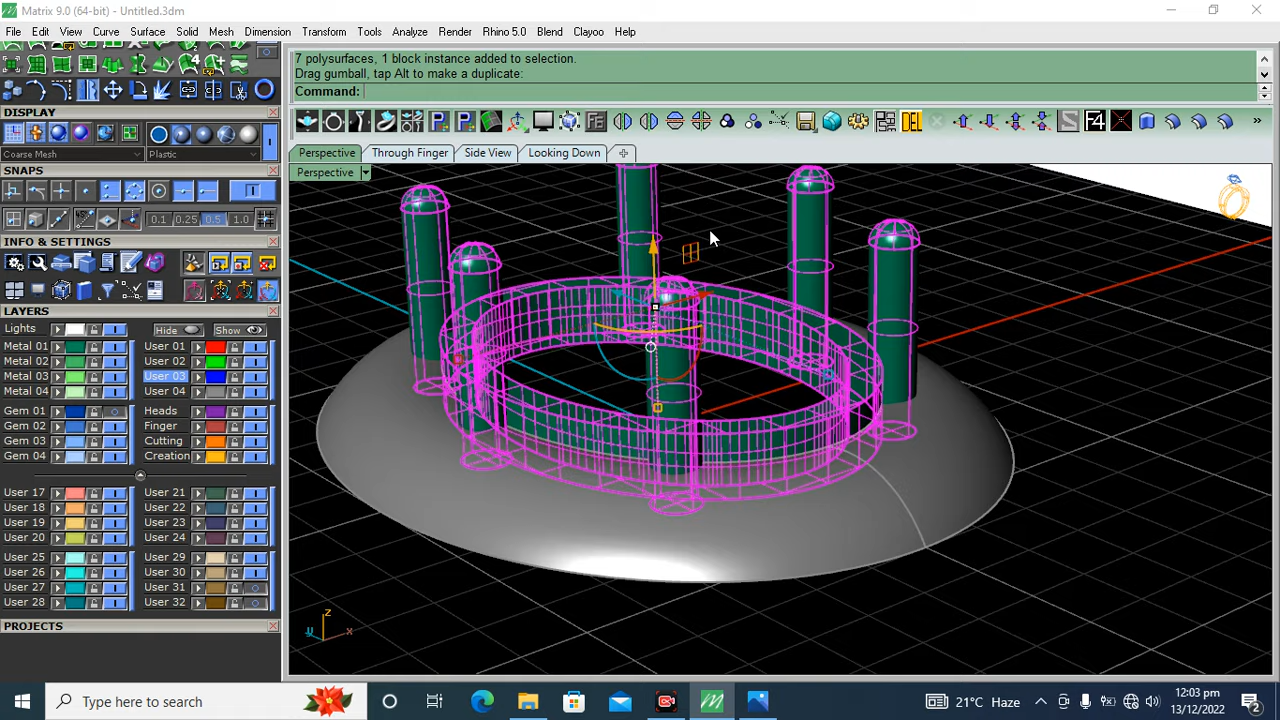 Matrix 9.0 (64-bit) - Untitled.3dm
File Edit View Curve Surface Solid Mesh Dimension Transform Tools Analyze Render Rhino 5.0 Blend Clayoo Help
7 polysurfaces, 1 block instance added to selection.
Drag gumball, tap Alt to make a duplicate:
Command:
DISPLAY
Coarse Mesh Plastic
SNAPS
0.1 0.25 0.5 1.0
INFO & SETTINGS
LAYERS
Lights Hide Show
Metal 01 User 01
Metal 02 User 02
Metal 03 User 03
Metal 04 User 04
Gem 01 Heads
Gem 02 Finger
Gem 03 Cutting
Gem 04 Creation
User 17 User 21
User 18 User 22
User 19 User 23
User 20 User 24
User 25 User 29
User 26 User 30
User 27 User 31
User 28 User 32
PROJECTS
P P FE DEL S F4 »
Perspective Through Finger Side View Looking Down
Perspective
z
y x
Type here to search
21°C Haze
12:03 pm
13/12/2022
2